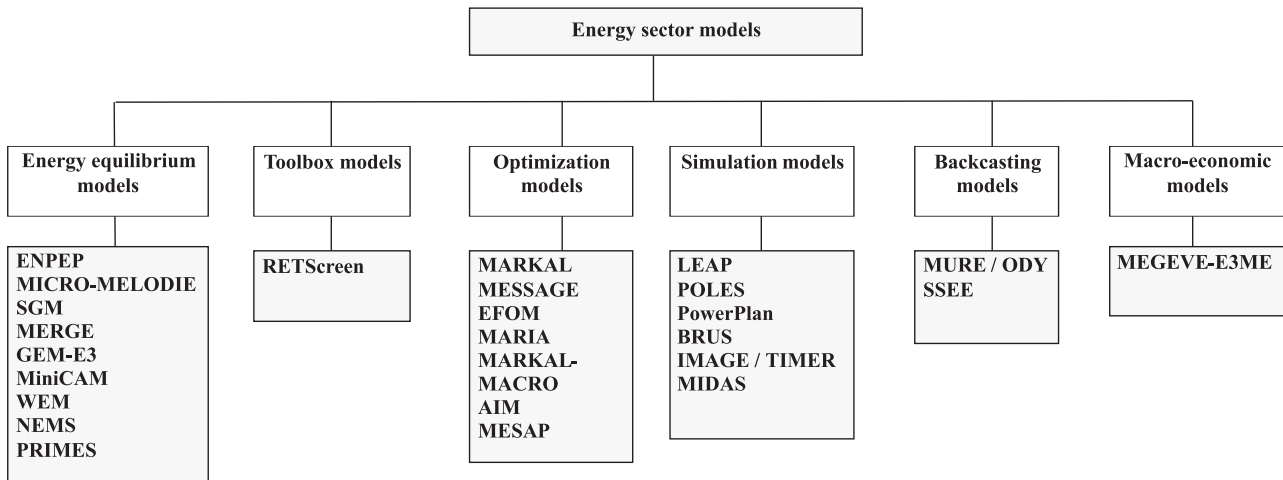 Energy sector models
Energy equilibrium
models
Toolbox models
Optimization
models
Simulation models
Backcasting
models
Macro-economic
models
ENPEP
MICRO-MELODIE
SGM
MERGE
GEM-E3
MiniCAM
WEM
NEMS
PRIMES
RETScreen
MARKAL
MESSAGE
EFOM
MARIA
MARKAL-
MACRO
AIM
MESAP
LEAP
POLES
PowerPlan
BRUS
IMAGE / TIMER
MIDAS
MURE / ODY
SSEE
MEGEVE-E3ME